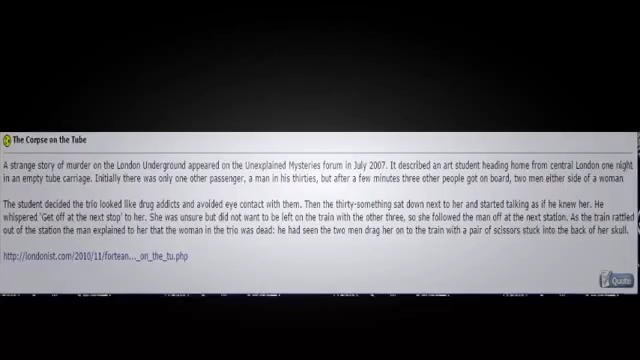 The Corpse on the Tube
A strange story of murder on the London Underground appeared on the Unexplained Mysteries forum in July 2007. It described an art student heading home from central London one night
in an empty tube carriage. Initially there was only one other passenger, a man in his thirties, but after a few minutes three other people got on board, two men either side of a woman
The student decided the trio looked like drug addicts and avoided eye contact with them. Then the thirty-something sat down next to her and started talking as if he knew her. He
whispered 'Get off at the next stop' to her. She was unsure but did not want to be left on the train with the other three, so she followed the man off at the next station. As the train rattled
out of the station the man explained to her that the woman in the trio was dead: he had seen the two men drag her on to the train with a pair of scissors stuck into the back of her skull.
http://londonist.com/2010/11/fortean..._on_the_tu.php
Quote